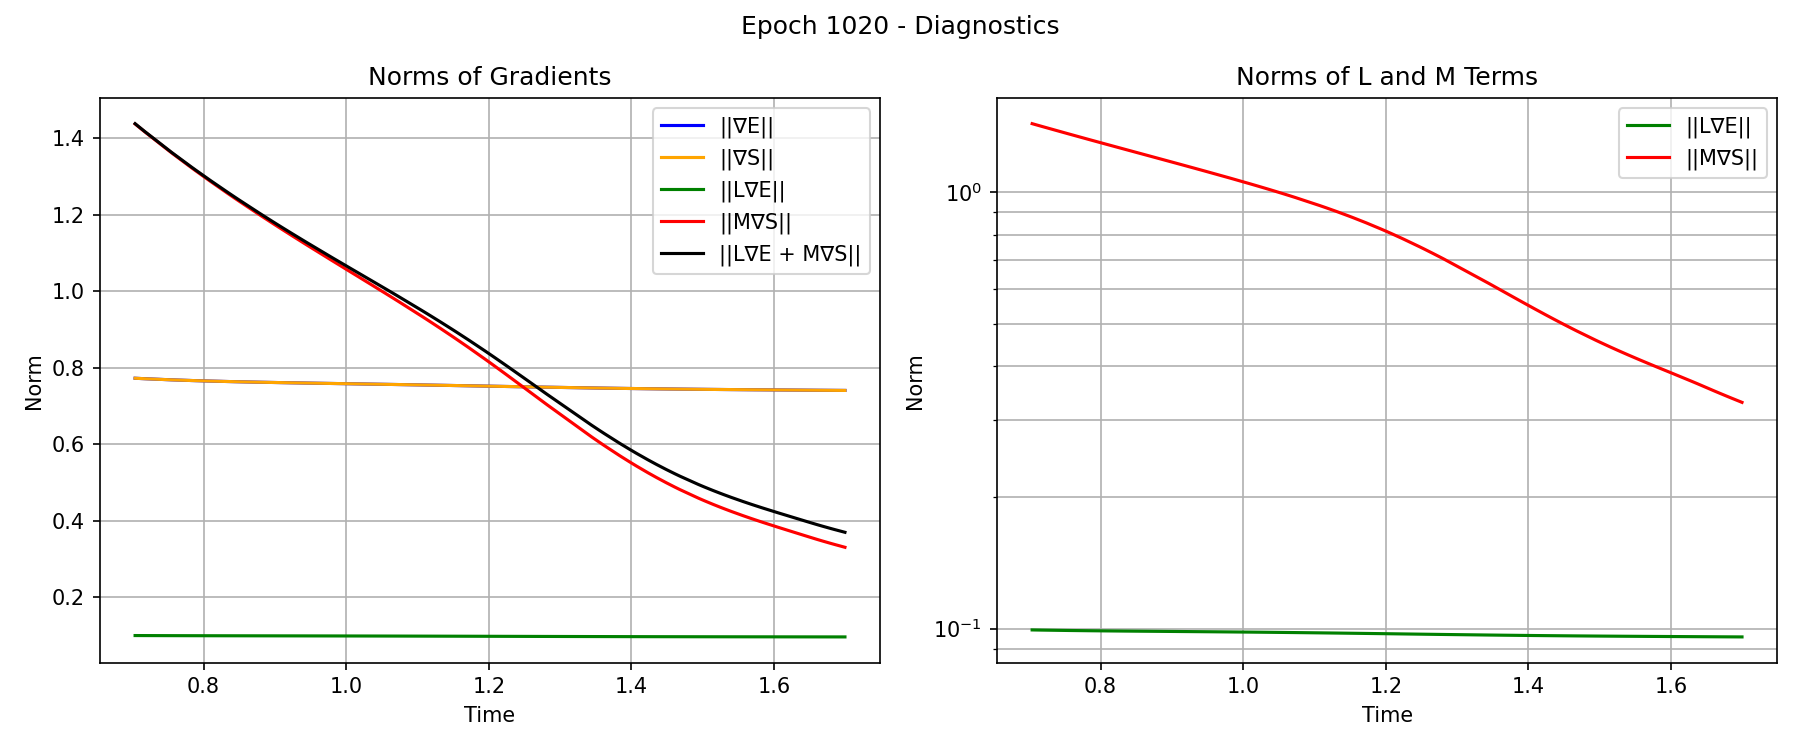 Epoch 1020 - Diagnostics
Norms of Gradients
||∇E||
||∇S||
||L∇E||
||M∇S||
||L∇E + M∇S||
1.4
1.2
1.0
0.8
0.6
0.4
0.2
Norm
0.8 1.0 1.2 1.4 1.6
Time
Norms of L and M Terms
||L∇E||
||M∇S||
10⁰
10⁻¹
Norm
0.8 1.0 1.2 1.4 1.6
Time